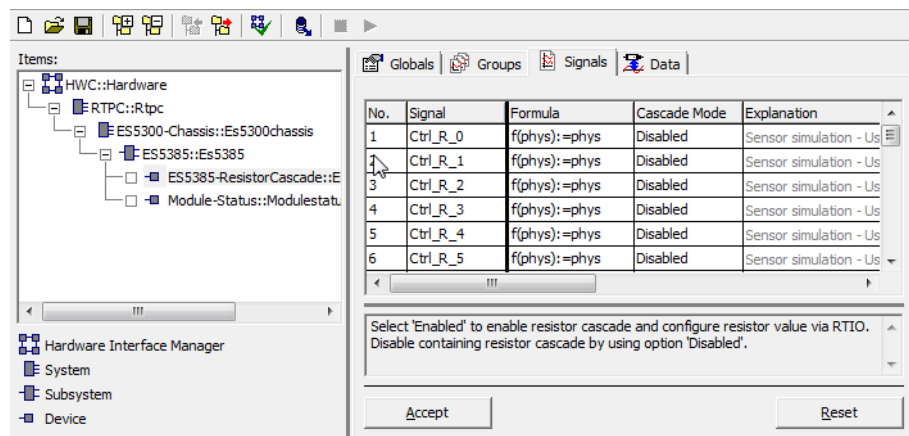 Items:
HWC::Hardware
RTPC::Rtpc
ES5300-Chassis::Es5300chassis
ES5385::Es5385
ES5385-ResistorCascade::E
Module-Status::Modulestatu
Hardware Interface Manager
System
Subsystem
Device
Globals Groups Signals Data
No. Signal Formula Cascade Mode Explanation
1 Ctrl_R_0 f(phys):=phys Disabled Sensor simulation - Us
2 Ctrl_R_1 f(phys):=phys Disabled Sensor simulation - Us
3 Ctrl_R_2 f(phys):=phys Disabled Sensor simulation - Us
4 Ctrl_R_3 f(phys):=phys Disabled Sensor simulation - Us
5 Ctrl_R_4 f(phys):=phys Disabled Sensor simulation - Us
6 Ctrl_R_5 f(phys):=phys Disabled Sensor simulation - Us
Select 'Enabled' to enable resistor cascade and configure resistor value via RTIO.
Disable containing resistor cascade by using option 'Disabled'.
Accept Reset